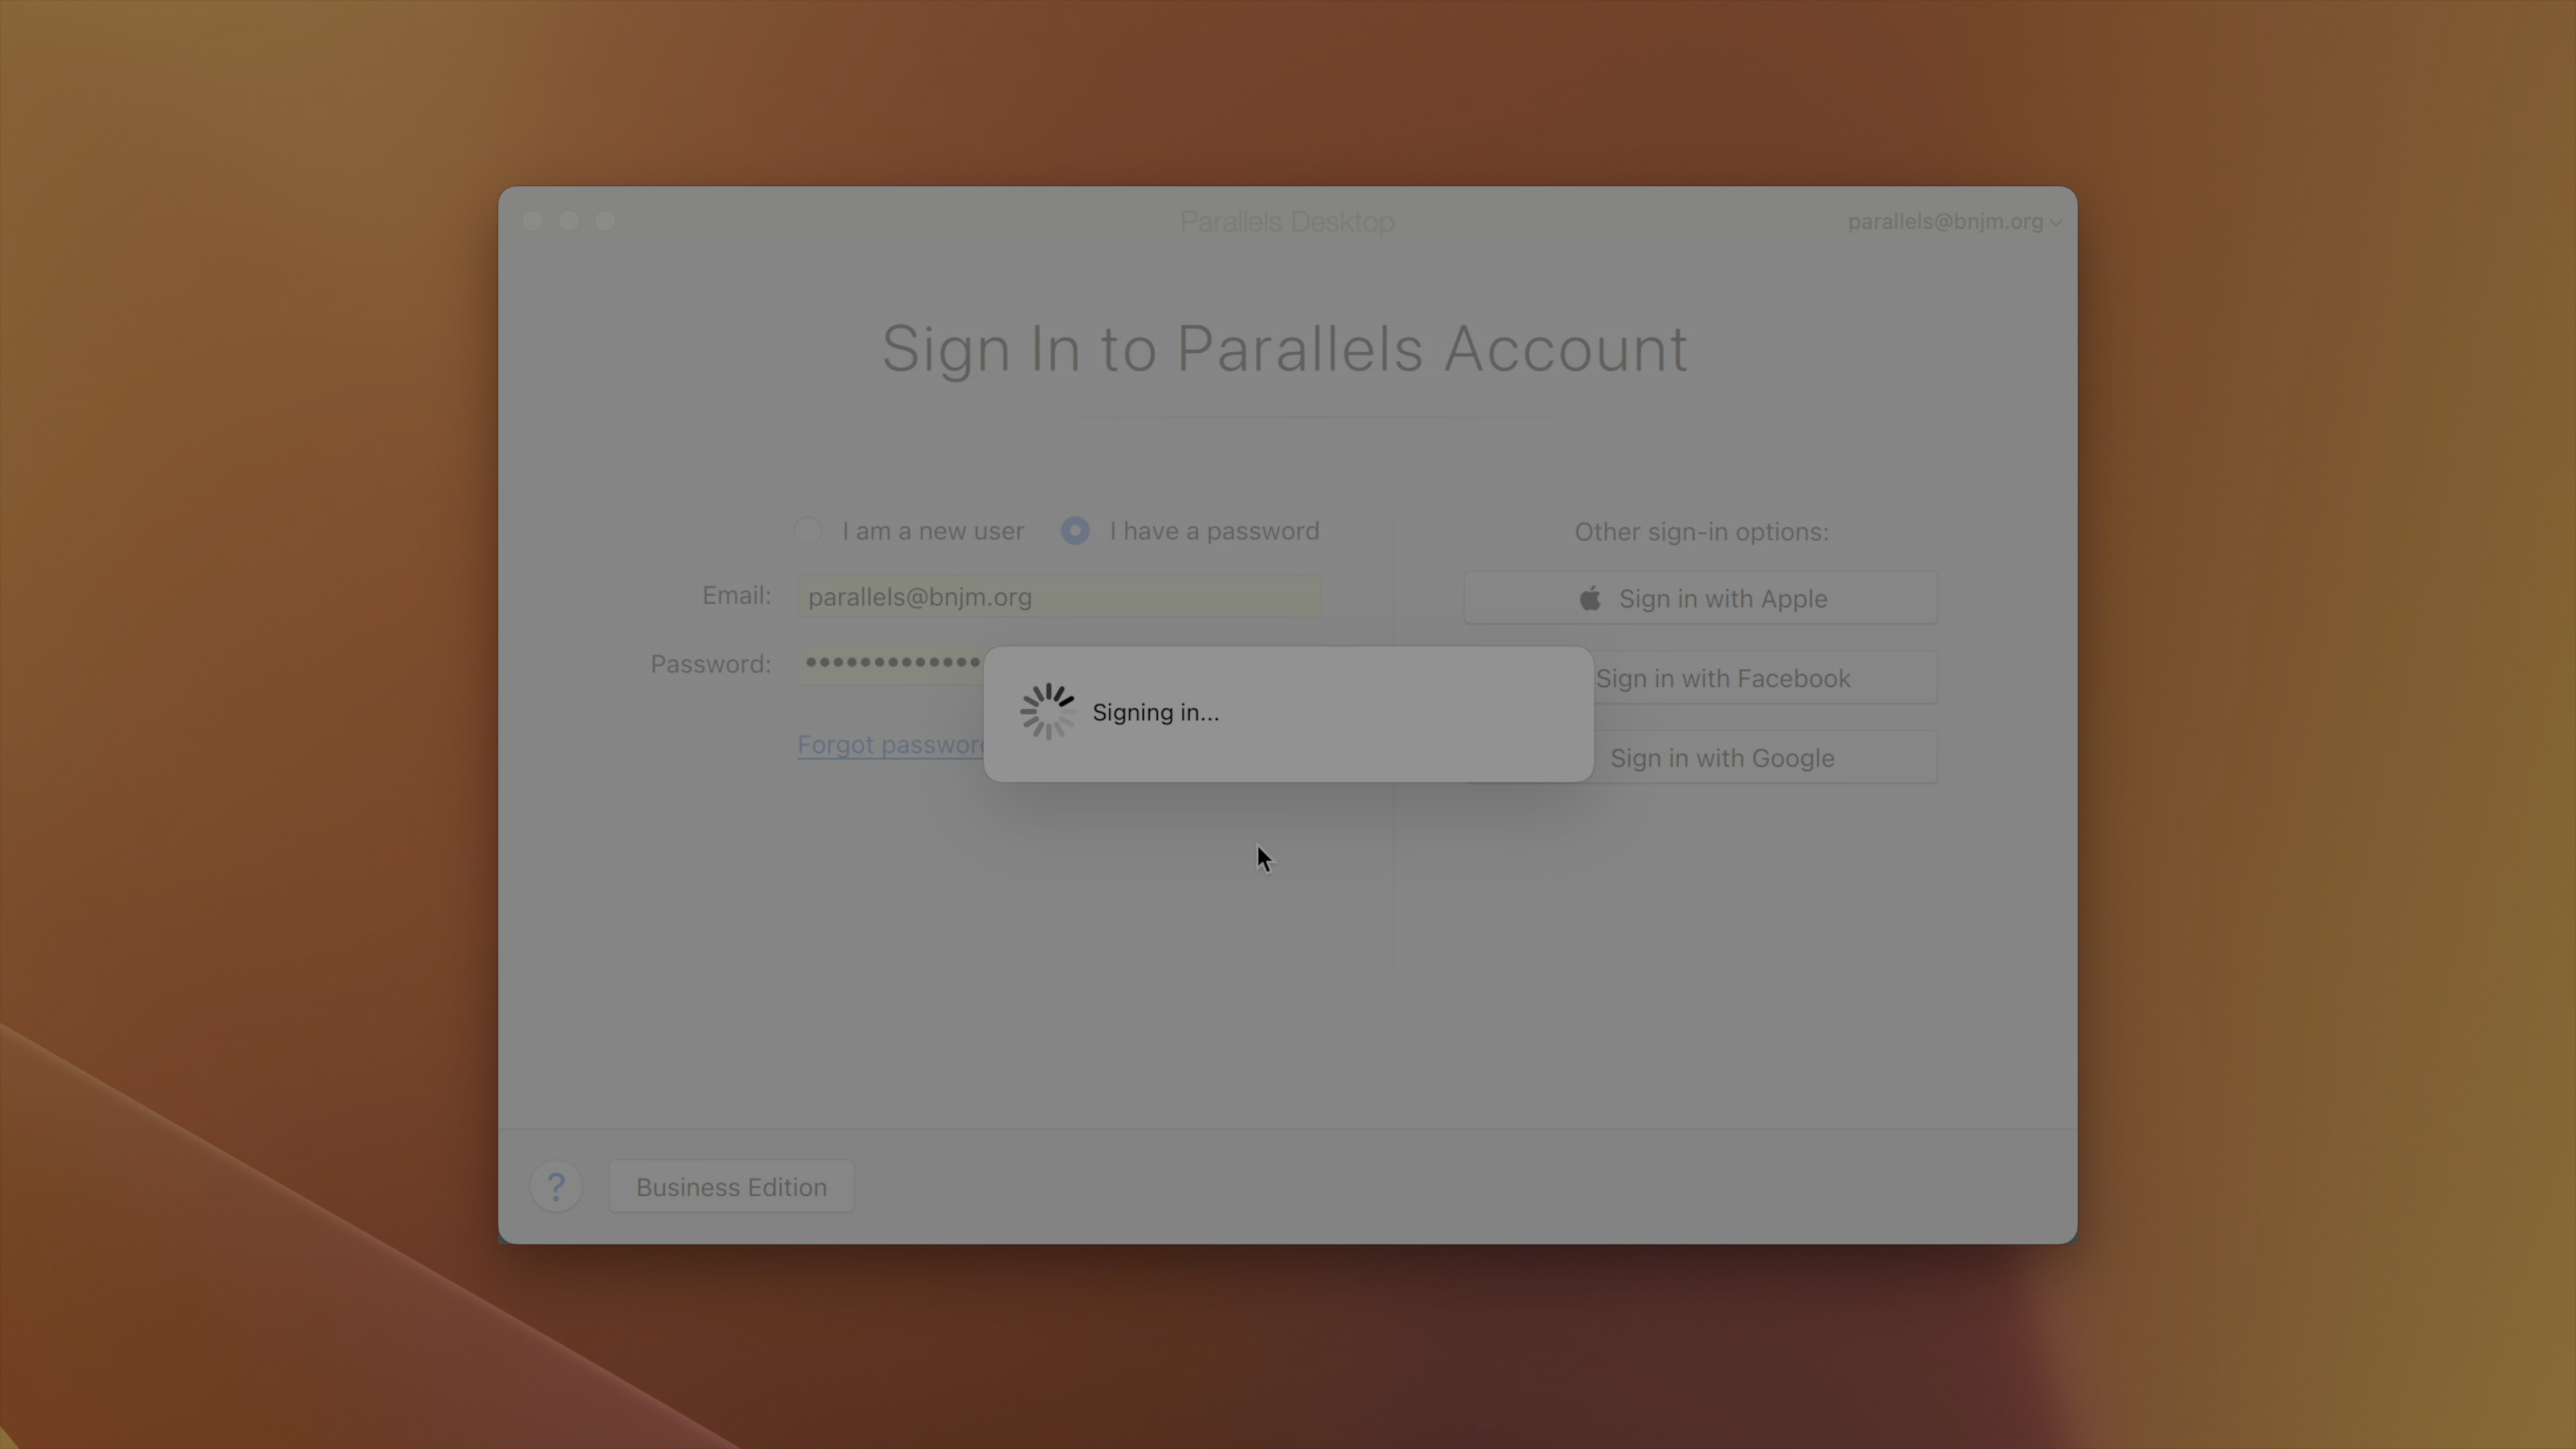 Parallels Desktop
parallels@bnjm.org
Sign In to Parallels Account
I am a new user
I have a password
Email: parallels@bnjm.org
Password: •••••••••••••
Forgot password
Other sign-in options:
Sign in with Apple
Sign in with Facebook
Sign in with Google
Signing in...
?
Business Edition